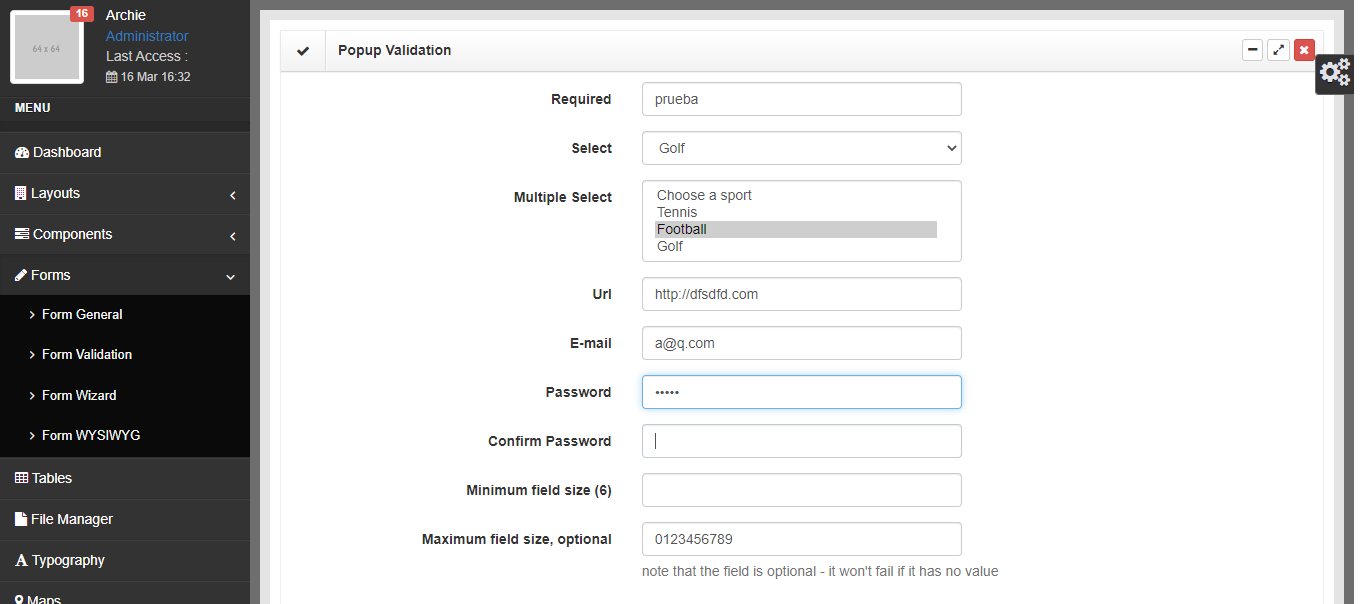 16
64 x 64
Archie
Administrator
Last Access :
16 Mar 16:32
MENU
Dashboard
Layouts
Components
Forms
Form General
Form Validation
Form Wizard
Form WYSIWYG
Tables
File Manager
Typography
Maps
Popup Validation
Required prueba
Select Golf
Multiple Select
Choose a sport
Tennis
Football
Golf
Url http://dfsdfd.com
E-mail a@q.com
Password •••••
Confirm Password
Minimum field size (6)
Maximum field size, optional 0123456789
note that the field is optional - it won't fail if it has no value